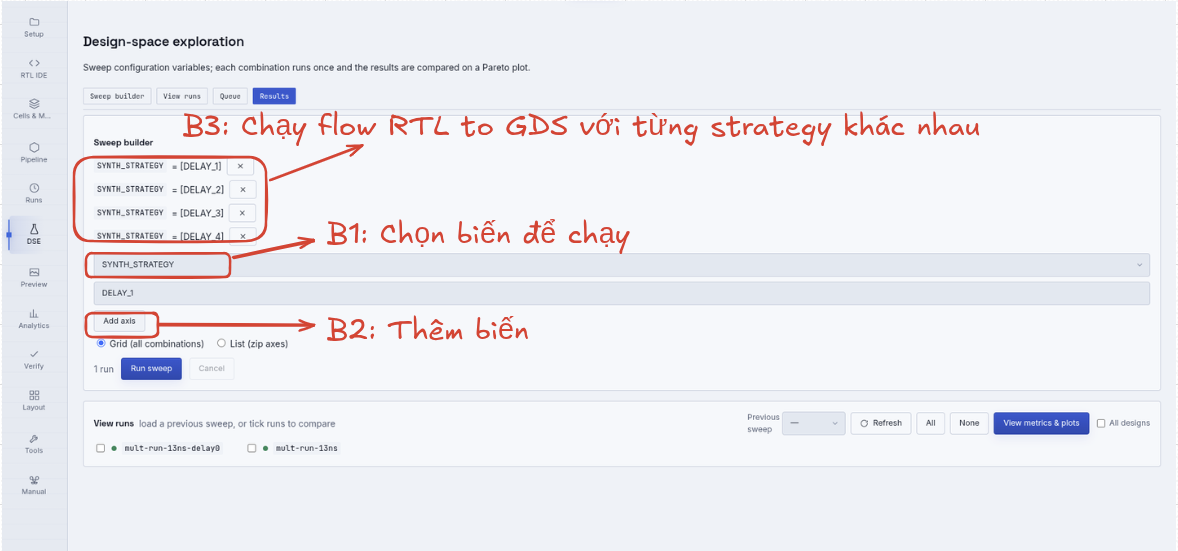 Setup
RTL IDE
Cells & M...
Pipeline
Runs
DSE
Preview
Analytics
Verify
Layout
Tools
Manual
Design-space exploration
Sweep configuration variables; each combination runs once and the results are compared on a Pareto plot.
Sweep builder View runs Queue Results
B3: Chạy flow RTL to GDS với từng strategy khác nhau
Sweep builder
SYNTH_STRATEGY = [DELAY_1] ×
SYNTH_STRATEGY = [DELAY_2] ×
SYNTH_STRATEGY = [DELAY_3] ×
SYNTH_STRATEGY = [DELAY_4] ×
B1: Chọn biến để chạy
SYNTH_STRATEGY
DELAY_1
Add axis
B2: Thêm biến
Grid (all combinations) List (zip axes)
1 run Run sweep Cancel
View runs load a previous sweep, or tick runs to compare
Previous sweep — Refresh All None View metrics & plots All designs
mult-run-13ns-delay0 mult-run-13ns